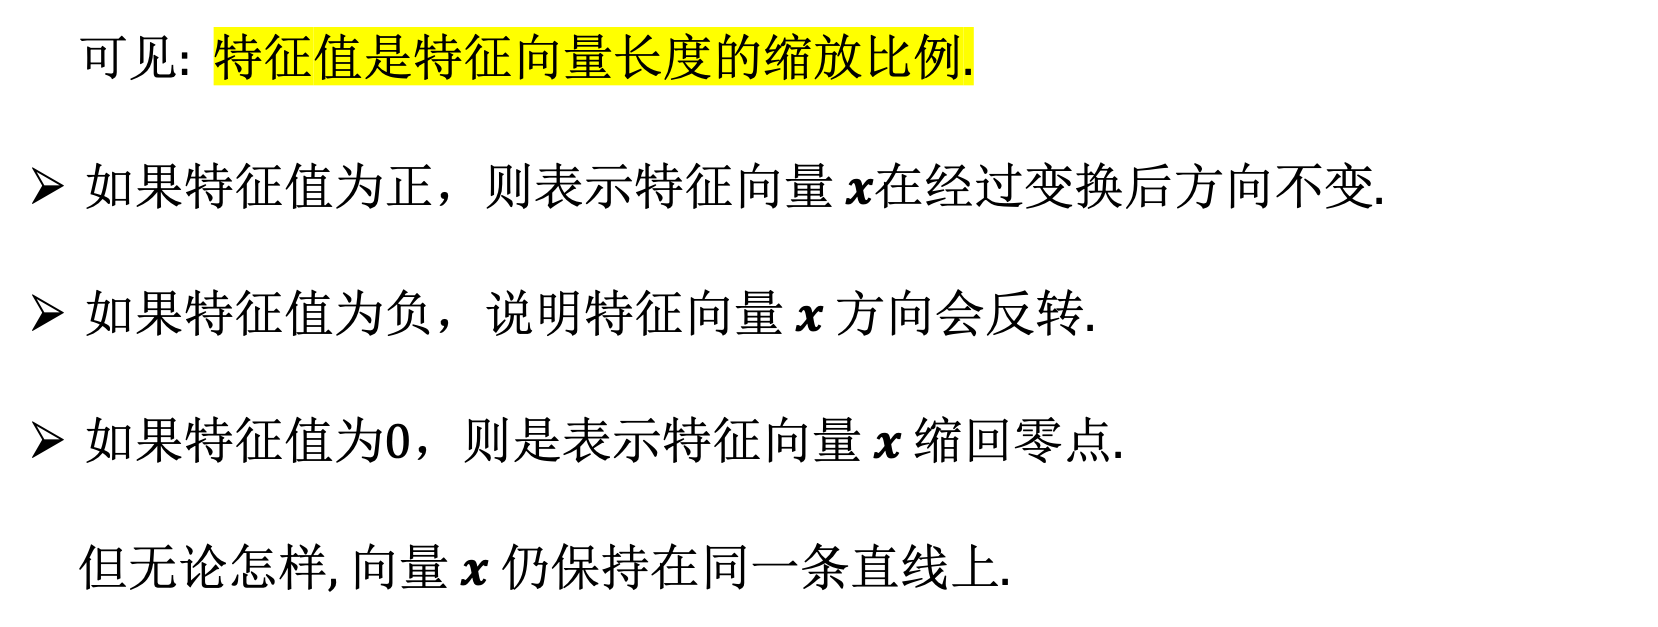 可见: 特征值是特征向量长度的缩放比例.
➢ 如果特征值为正，则表示特征向量 x在经过变换后方向不变.
➢ 如果特征值为负，说明特征向量 x 方向会反转.
➢ 如果特征值为0，则是表示特征向量 x 缩回零点.
但无论怎样, 向量 x 仍保持在同一条直线上.